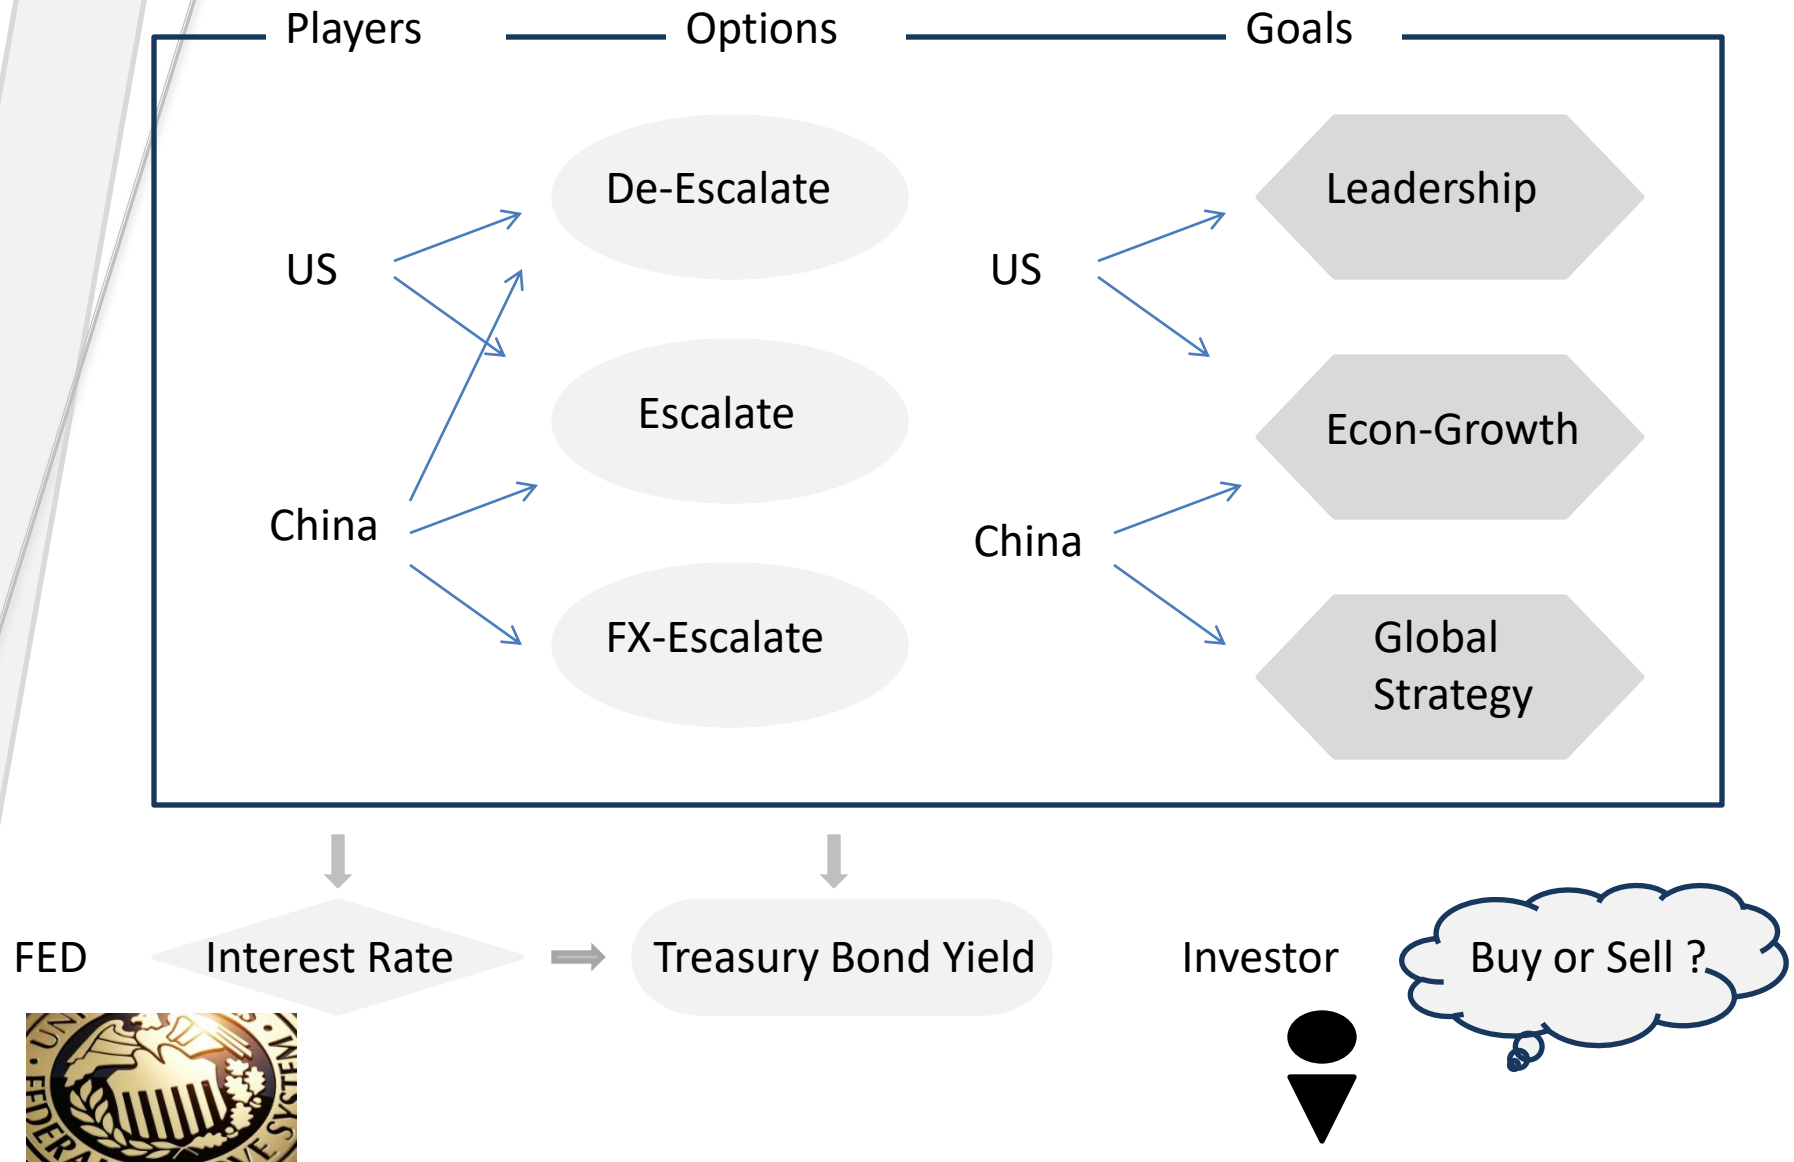 Players Options Goals
De-Escalate Leadership
US US
Escalate Econ-Growth
China China
FX-Escalate Global
Strategy
FED Interest Rate Treasury Bond Yield Investor Buy or Sell ?